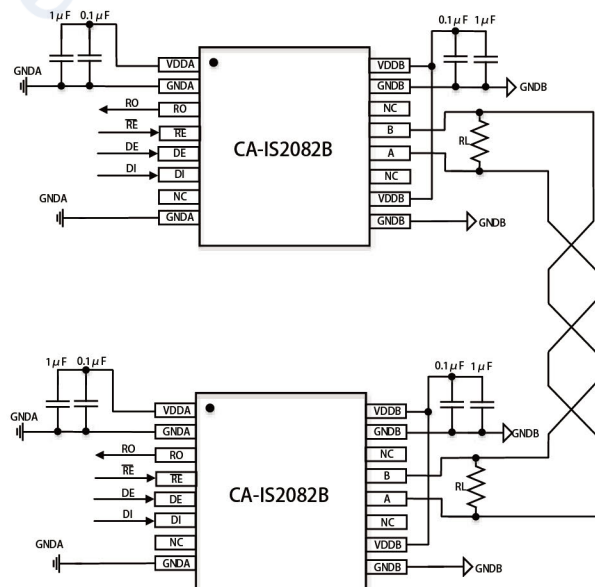 1μF 0.1μF
0.1μF 1μF
GNDA
VDDA
VDDB
GNDA
GNDB
GNDB
RO
RO
NC
RE
RE
B
RL
DE
DE
CA-IS2082B
A
DI
DI
NC
GNDA
NC
VDDB
GNDA
GNDB
GNDB
1μF 0.1μF
0.1μF 1μF
GNDA
VDDA
VDDB
GNDA
GNDB
GNDB
RO
RO
NC
RE
RE
B
RL
DE
DE
CA-IS2082B
A
DI
DI
NC
GNDA
NC
VDDB
GNDA
GNDB
GNDB